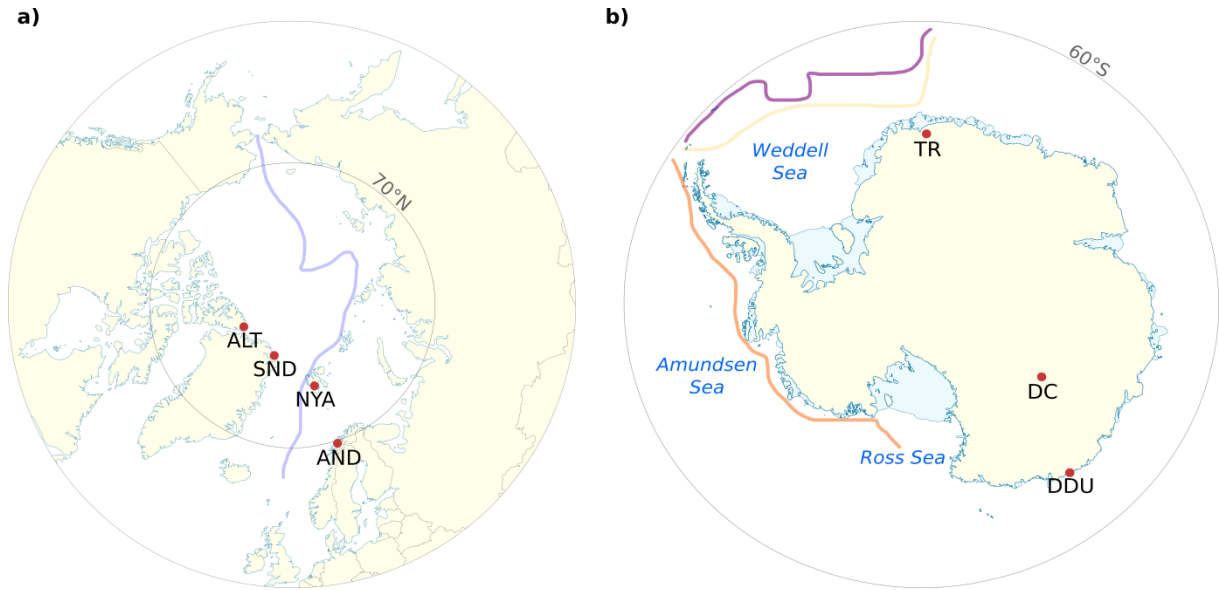 a)
70°N
ALT
SND
NYA
AND
b)
60°S
TR
Weddell
Sea
Amundsen
Sea
DC
Ross Sea
DDU